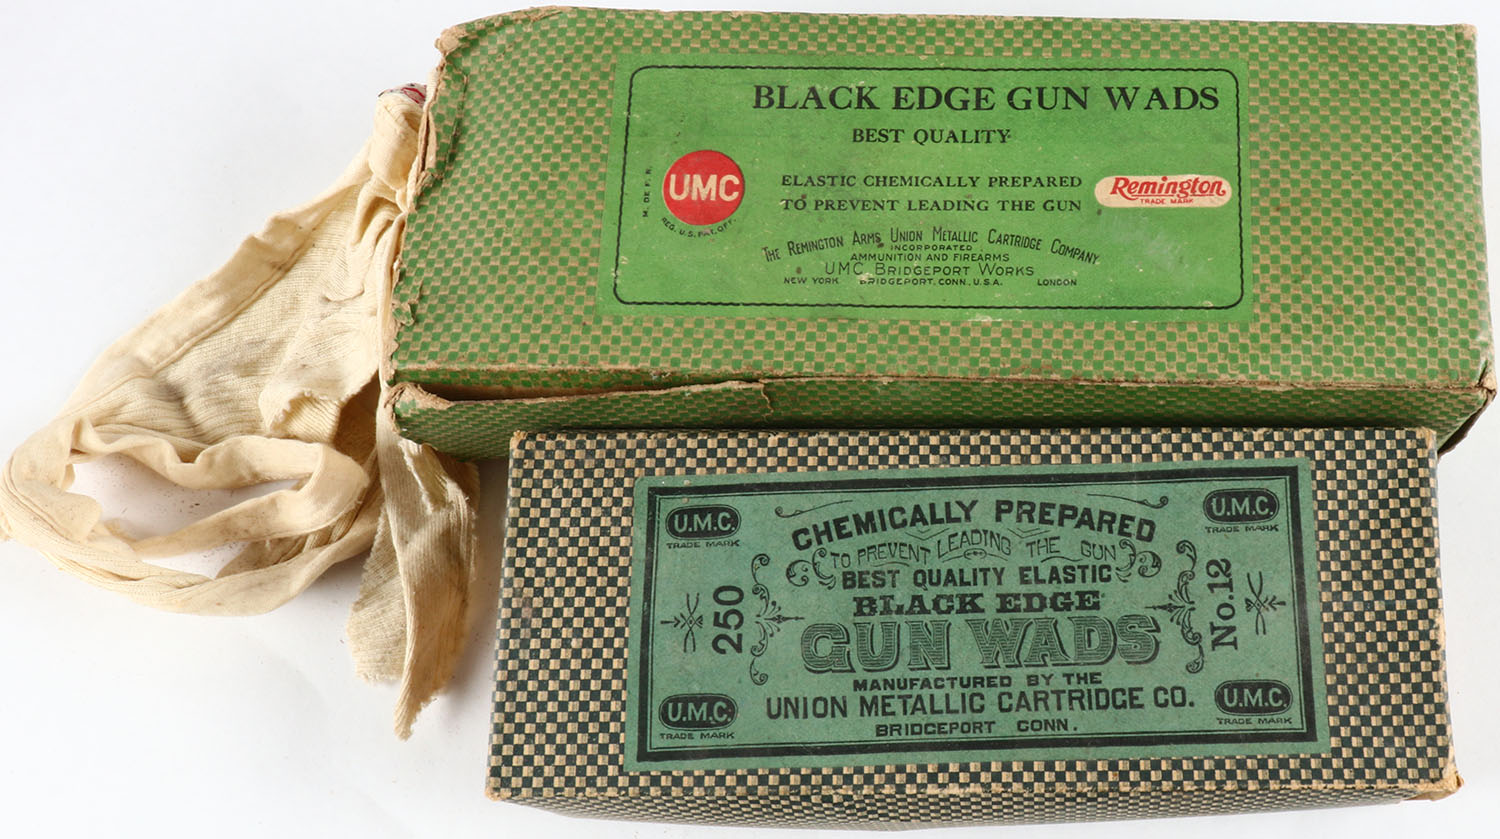 BLACK EDGE GUN WADS
BEST QUALITY
M. DE F. R.
UMC
REG. U.S. PAT. OFF.
ELASTIC CHEMICALLY PREPARED
TO PREVENT LEADING THE GUN
Remington
TRADE MARK
THE REMINGTON ARMS UNION METALLIC CARTRIDGE COMPANY
INCORPORATED
AMMUNITION AND FIREARMS
UMC BRIDGEPORT WORKS
NEW YORK BRIDGEPORT, CONN. U.S.A. LONDON
U.M.C.
TRADE MARK
U.M.C.
TRADE MARK
CHEMICALLY PREPARED
TO PREVENT LEADING THE GUN
BEST QUALITY ELASTIC
BLACK EDGE
GUN WADS
250
No. 12
MANUFACTURED BY THE
UNION METALLIC CARTRIDGE CO.
BRIDGEPORT CONN.
U.M.C.
TRADE MARK
U.M.C.
TRADE MARK